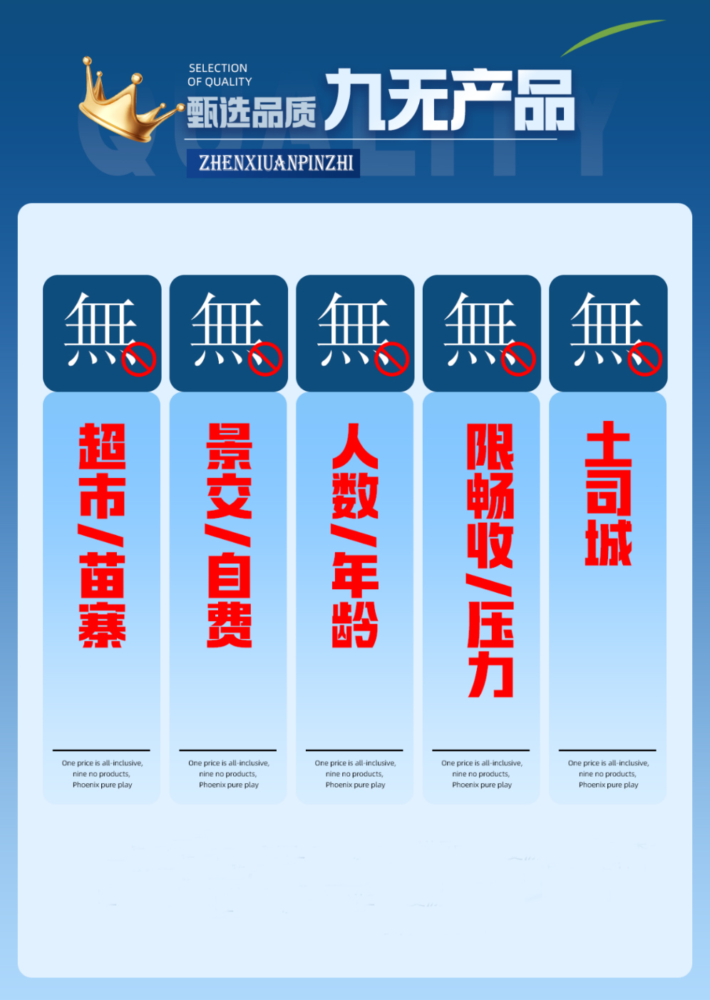 SELECTION
OF QUALITY
甄选品质 九无产品
QUALITY
ZHENXIUANPINZHI
無
超市/苗寨
One price is all-inclusive,
nine no products,
Phoenix pure play
無
景交/自费
One price is all-inclusive,
nine no products,
Phoenix pure play
無
人数/年龄
One price is all-inclusive,
nine no products,
Phoenix pure play
無
限畅收/压力
One price is all-inclusive,
nine no products,
Phoenix pure play
無
土司城
One price is all-inclusive,
nine no products,
Phoenix pure play